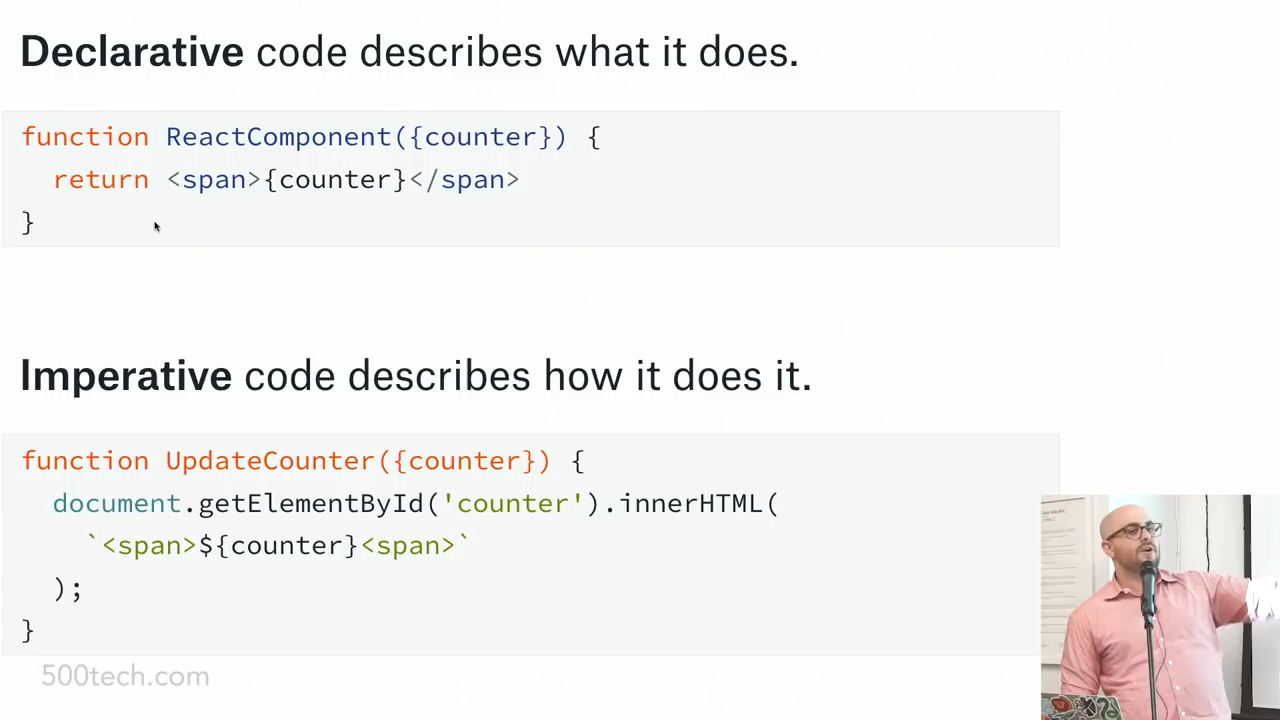 Declarative code describes what it does.
function ReactComponent({counter}) {
  return <span>{counter}</span>
}
Imperative code describes how it does it.
function UpdateCounter({counter}) {
  document.getElementById('counter').innerHTML(
    `<span>${counter}<span>`
  );
}
500tech.com